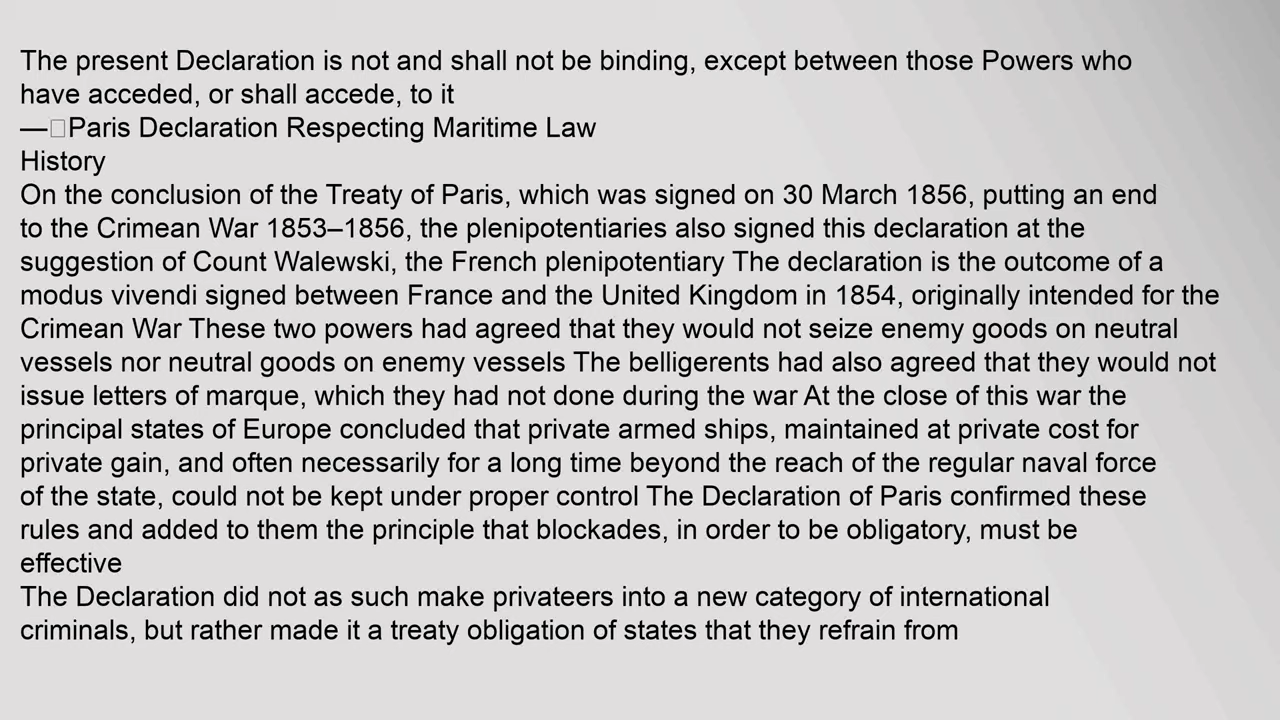 The present Declaration is not and shall not be binding, except between those Powers who
have acceded, or shall accede, to it
—□Paris Declaration Respecting Maritime Law
History
On the conclusion of the Treaty of Paris, which was signed on 30 March 1856, putting an end
to the Crimean War 1853–1856, the plenipotentiaries also signed this declaration at the
suggestion of Count Walewski, the French plenipotentiary The declaration is the outcome of a
modus vivendi signed between France and the United Kingdom in 1854, originally intended for the
Crimean War These two powers had agreed that they would not seize enemy goods on neutral
vessels nor neutral goods on enemy vessels The belligerents had also agreed that they would not
issue letters of marque, which they had not done during the war At the close of this war the
principal states of Europe concluded that private armed ships, maintained at private cost for
private gain, and often necessarily for a long time beyond the reach of the regular naval force
of the state, could not be kept under proper control The Declaration of Paris confirmed these
rules and added to them the principle that blockades, in order to be obligatory, must be
effective
The Declaration did not as such make privateers into a new category of international
criminals, but rather made it a treaty obligation of states that they refrain from